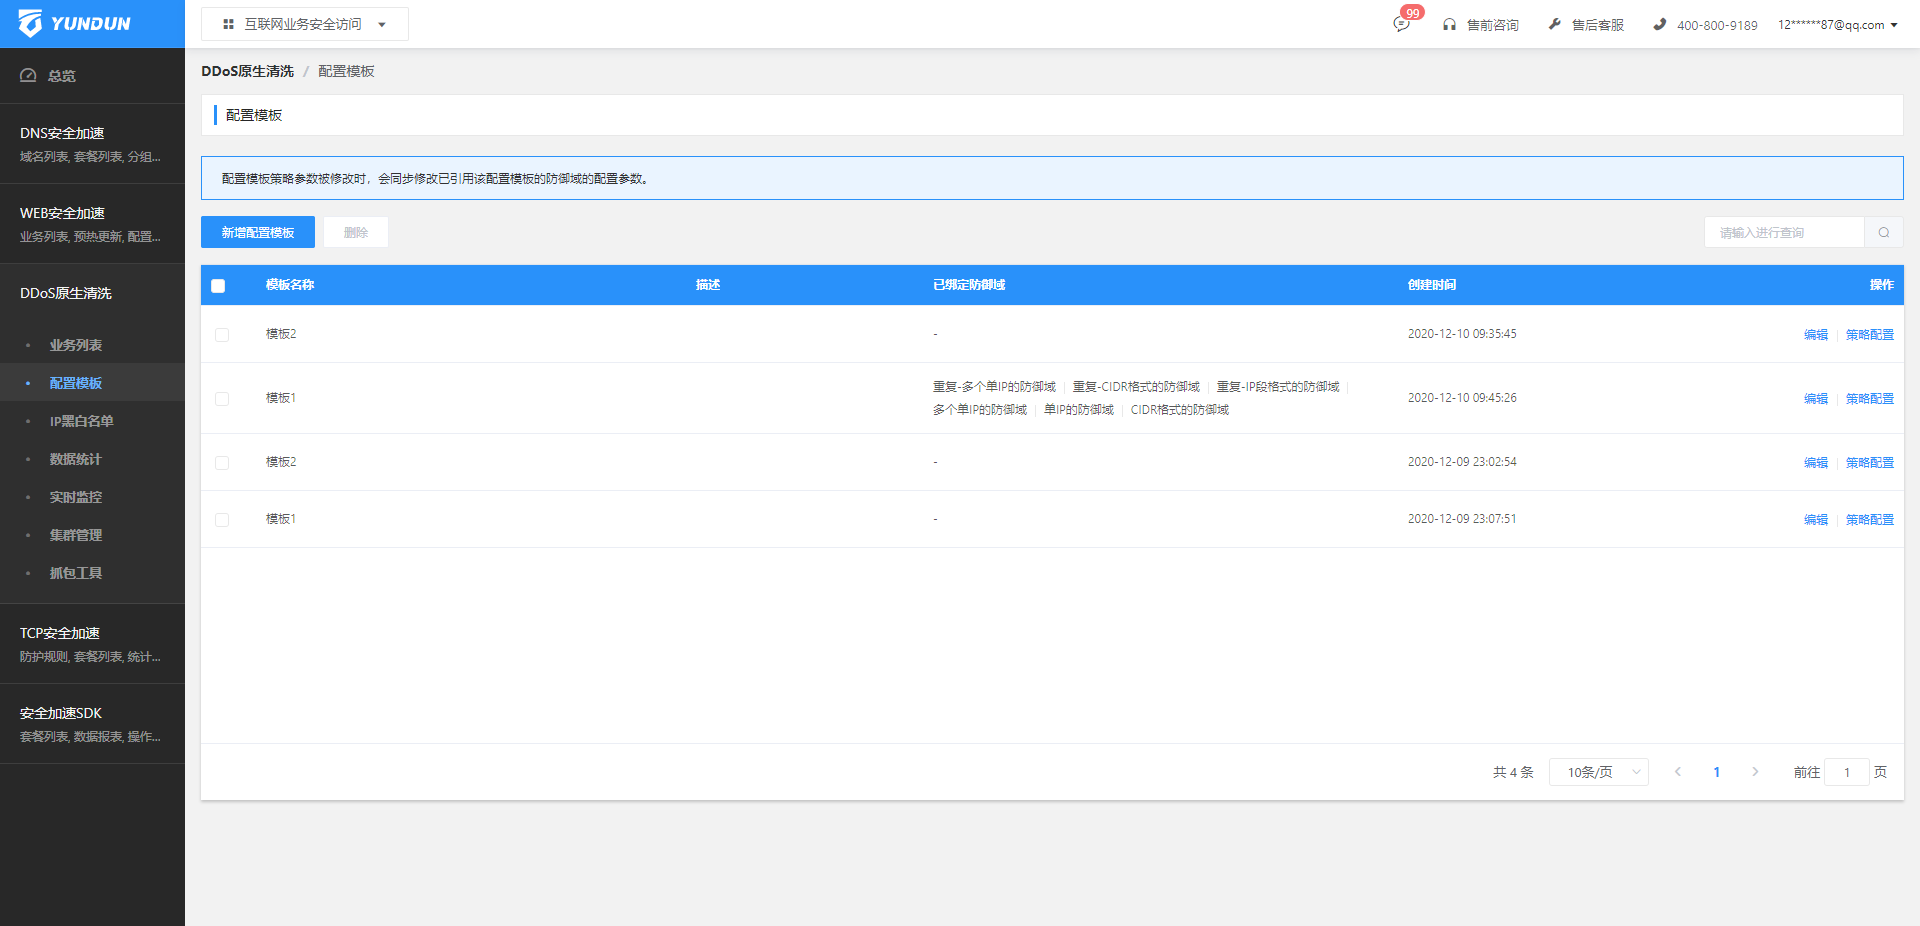 YUNDUN
互联网业务安全访问
99
售前咨询
售后客服
400-800-9189
12******87@qq.com
总览
DNS安全加速
域名列表, 套餐列表, 分组...
WEB安全加速
业务列表, 预热更新, 配置...
DDoS原生清洗
业务列表
配置模板
IP黑白名单
数据统计
实时监控
集群管理
抓包工具
TCP安全加速
防护规则, 套餐列表, 统计...
安全加速SDK
套餐列表, 数据报表, 操作...
DDoS原生清洗 / 配置模板
配置模板
配置模板策略参数被修改时，会同步修改已引用该配置模板的防御域的配置参数。
新增配置模板 删除
请输入进行查询
模板名称 描述 已绑定防御域 创建时间 操作
模板2 - 2020-12-10 09:35:45 编辑 策略配置
重复-多个单IP的防御域 重复-CIDR格式的防御域 重复-IP段格式的防御域
模板1 2020-12-10 09:45:26 编辑 策略配置
多个单IP的防御域 单IP的防御域 CIDR格式的防御域
模板2 - 2020-12-09 23:02:54 编辑 策略配置
模板1 - 2020-12-09 23:07:51 编辑 策略配置
共 4 条 10条/页 1 前往 1 页